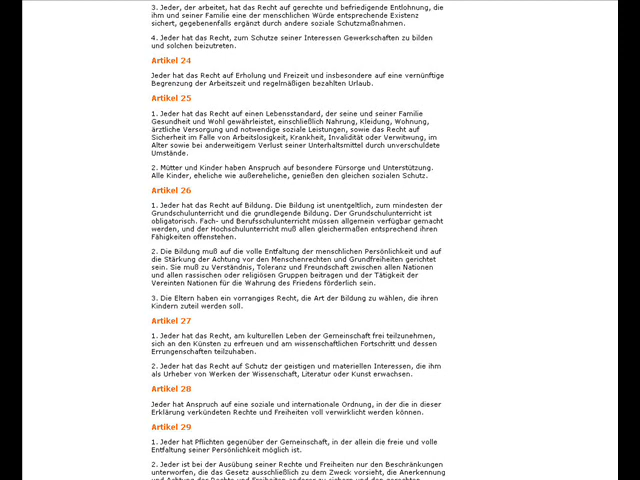 3. Jeder, der arbeitet, hat das Recht auf gerechte und befriedigende Entlohnung, die
ihm und seiner Familie eine der menschlichen Würde entsprechende Existenz
sichert, gegebenenfalls ergänzt durch andere soziale Schutzmaßnahmen.
4. Jeder hat das Recht, zum Schutze seiner Interessen Gewerkschaften zu bilden
und solchen beizutreten.
Artikel 24
Jeder hat das Recht auf Erholung und Freizeit und insbesondere auf eine vernünftige
Begrenzung der Arbeitszeit und regelmäßigen bezahlten Urlaub.
Artikel 25
1. Jeder hat das Recht auf einen Lebensstandard, der seine und seiner Familie
Gesundheit und Wohl gewährleistet, einschließlich Nahrung, Kleidung, Wohnung,
ärztliche Versorgung und notwendige soziale Leistungen, sowie das Recht auf
Sicherheit im Falle von Arbeitslosigkeit, Krankheit, Invalidität oder Verwitwung, im
Alter sowie bei anderweitigem Verlust seiner Unterhaltsmittel durch unverschuldete
Umstände.
2. Mütter und Kinder haben Anspruch auf besondere Fürsorge und Unterstützung.
Alle Kinder, eheliche wie außereheliche, genießen den gleichen sozialen Schutz.
Artikel 26
1. Jeder hat das Recht auf Bildung. Die Bildung ist unentgeltlich, zum mindesten der
Grundschulunterricht und die grundlegende Bildung. Der Grundschulunterricht ist
obligatorisch. Fach- und Berufsschulunterricht müssen allgemein verfügbar gemacht
werden, und der Hochschulunterricht muß allen gleichermaßen entsprechend ihren
Fähigkeiten offenstehen.
2. Die Bildung muß auf die volle Entfaltung der menschlichen Persönlichkeit und auf
die Stärkung der Achtung vor den Menschenrechten und Grundfreiheiten gerichtet
sein. Sie muß zu Verständnis, Toleranz und Freundschaft zwischen allen Nationen
und allen rassischen oder religiösen Gruppen beitragen und der Tätigkeit der
Vereinten Nationen für die Wahrung des Friedens förderlich sein.
3. Die Eltern haben ein vorrangiges Recht, die Art der Bildung zu wählen, die ihren
Kindern zuteil werden soll.
Artikel 27
1. Jeder hat das Recht, am kulturellen Leben der Gemeinschaft frei teilzunehmen,
sich an den Künsten zu erfreuen und am wissenschaftlichen Fortschritt und dessen
Errungenschaften teilzuhaben.
2. Jeder hat das Recht auf Schutz der geistigen und materiellen Interessen, die ihm
als Urheber von Werken der Wissenschaft, Literatur oder Kunst erwachsen.
Artikel 28
Jeder hat Anspruch auf eine soziale und internationale Ordnung, in der die in dieser
Erklärung verkündeten Rechte und Freiheiten voll verwirklicht werden können.
Artikel 29
1. Jeder hat Pflichten gegenüber der Gemeinschaft, in der allein die freie und volle
Entfaltung seiner Persönlichkeit möglich ist.
2. Jeder ist bei der Ausübung seiner Rechte und Freiheiten nur den Beschränkungen
unterworfen, die das Gesetz ausschließlich zu dem Zweck vorsieht, die Anerkennung
und Achtung der Rechte und Freiheiten anderer zu sichern und den gerechten